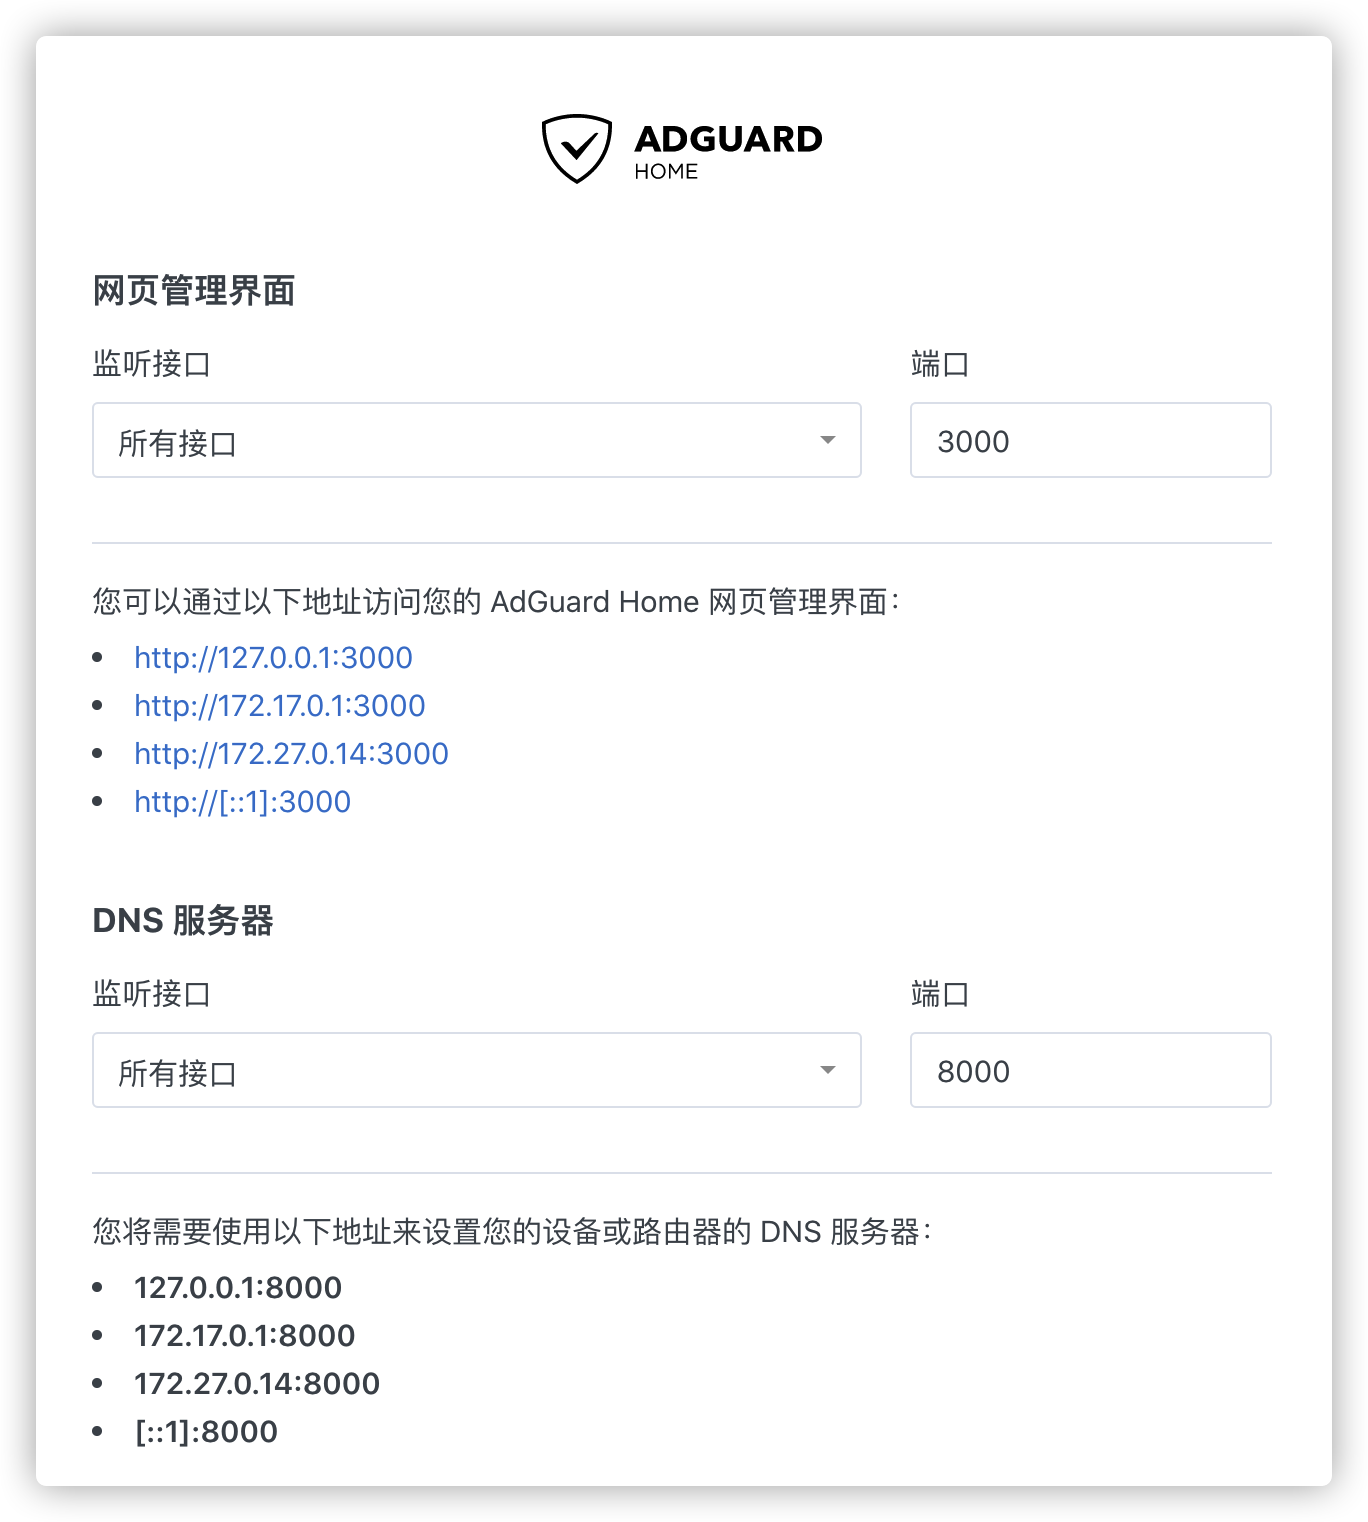 ADGUARD
HOME
网页管理界面
监听接口
端口
所有接口
3000
您可以通过以下地址访问您的 AdGuard Home 网页管理界面：
• http://127.0.0.1:3000
• http://172.17.0.1:3000
• http://172.27.0.14:3000
• http://[::1]:3000
DNS 服务器
监听接口
端口
所有接口
8000
您将需要使用以下地址来设置您的设备或路由器的 DNS 服务器：
• 127.0.0.1:8000
• 172.17.0.1:8000
• 172.27.0.14:8000
• [::1]:8000